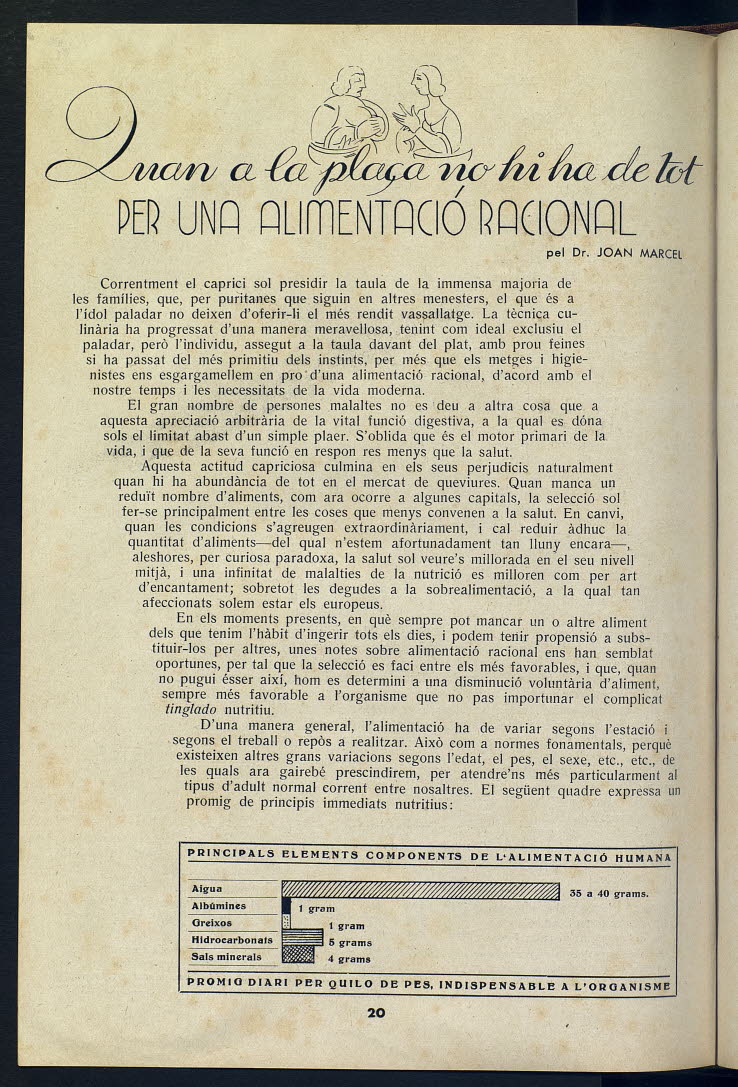 Quan a la plaça no hi ha de tot
PER UNA ALIMENTACIÓ RACIONAL
pel Dr. JOAN MARCEL
Correntment el caprici sol presidir la taula de la immensa majoria de
les famílies, que, per puritanes que siguin en altres menesters, el que és a
l'ídol paladar no deixen d'oferir-li el més rendit vassallatge. La tècnica cu-
linària ha progressat d'una manera meravellosa, tenint com ideal exclusiu el
paladar, però l'individu, assegut a la taula davant del plat, amb prou feines
si ha passat del més primitiu dels instints, per més que els metges i higie-
nistes ens esgargamellem en pro d'una alimentació racional, d'acord amb el
nostre temps i les necessitats de la vida moderna.
El gran nombre de persones malaltes no es deu a altra cosa que a
aquesta apreciació arbitrària de la vital funció digestiva, a la qual es dóna
sols el limitat abast d'un simple plaer. S'oblida que és el motor primari de la
vida, i que de la seva funció en respon res menys que la salut.
Aquesta actitud capriciosa culmina en els seus perjudicis naturalment
quan hi ha abundància de tot en el mercat de queviures. Quan manca un
reduït nombre d'aliments, com ara ocorre a algunes capitals, la selecció sol
fer-se principalment entre les coses que menys convenen a la salut. En canvi,
quan les condicions s'agreugen extraordinàriament, i cal reduir àdhuc la
quantitat d'aliments—del qual n'estem afortunadament tan lluny encara—,
aleshores, per curiosa paradoxa, la salut sol veure's millorada en el seu nivell
mitjà, i una infinitat de malalties de la nutrició es milloren com per art
d'encantament; sobretot les degudes a la sobrealimentació, a la qual tan
afeccionats solem estar els europeus.
En els moments presents, en què sempre pot mancar un o altre aliment
dels que tenim l'hàbit d'ingerir tots els dies, i podem tenir propensió a subs-
tituir-los per altres, unes notes sobre alimentació racional ens han semblat
oportunes, per tal que la selecció es faci entre els més favorables, i que, quan
no pugui ésser així, hom es determini a una disminució voluntària d'aliment,
sempre més favorable a l'organisme que no pas importunar el complicat
tinglado nutritiu.
D'una manera general, l'alimentació ha de variar segons l'estació i
segons el treball o repòs a realitzar. Això com a normes fonamentals, perquè
existeixen altres grans variacions segons l'edat, el pes, el sexe, etc., etc., de
les quals ara gairebé prescindirem, per atendre'ns més particularment al
tipus d'adult normal corrent entre nosaltres. El següent quadre expressa un
promig de principis immediats nutritius:
PRINCIPALS ELEMENTS COMPONENTS DE L'ALIMENTACIÓ HUMANA
Aigua 35 a 40 grams.
Albúmines 1 gram
Greixos 1 gram
Hidrocarbonats 5 grams
Sals minerals 4 grams
PROMIG DIARI PER QUILO DE PES, INDISPENSABLE A L'ORGANISME
20